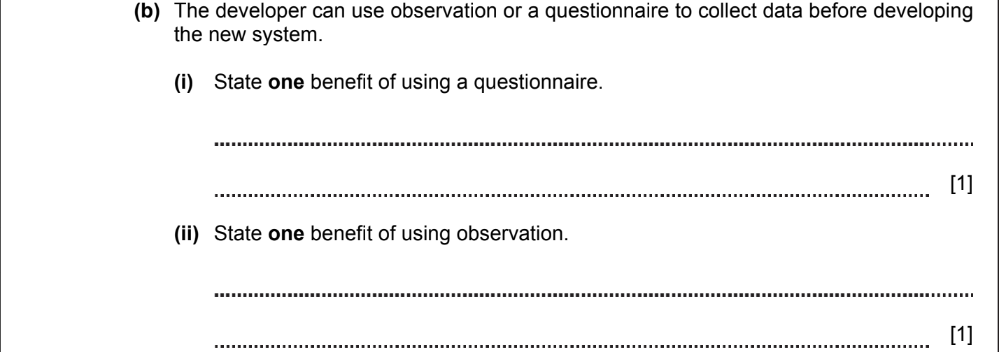 (b) The developer can use observation or a questionnaire to collect data before developing
the new system.
(i) State one benefit of using a questionnaire.
[1]
(ii) State one benefit of using observation.
[1]